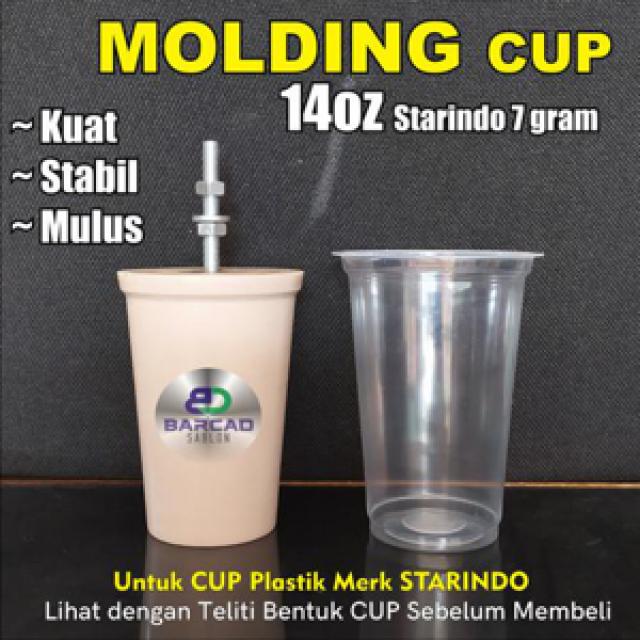 MOLDING CUP
14oz Starindo 7 gram
~ Kuat
~ Stabil
~ Mulus
BARCAD
SABLON
Untuk CUP Plastik Merk STARINDO
Lihat dengan Teliti Bentuk CUP Sebelum Membeli